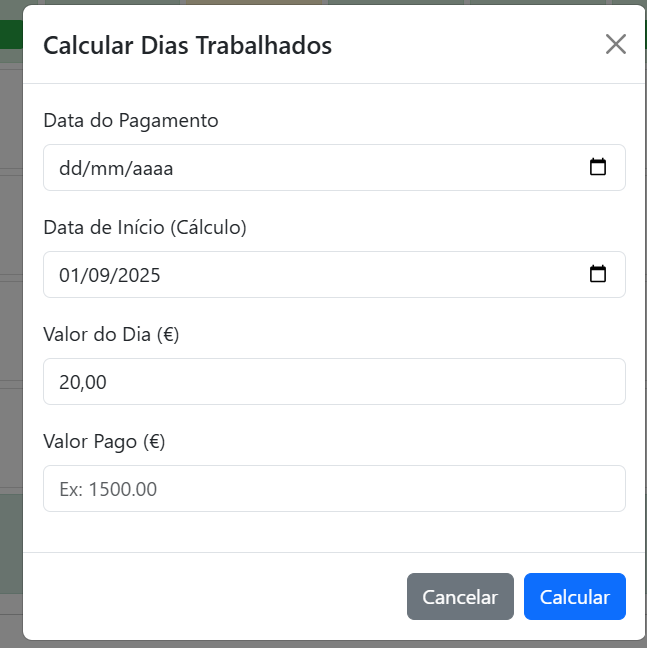 Calcular Dias Trabalhados
Data do Pagamento
dd/mm/aaaa
Data de Início (Cálculo)
01/09/2025
Valor do Dia (€)
20,00
Valor Pago (€)
Ex: 1500.00
Cancelar
Calcular